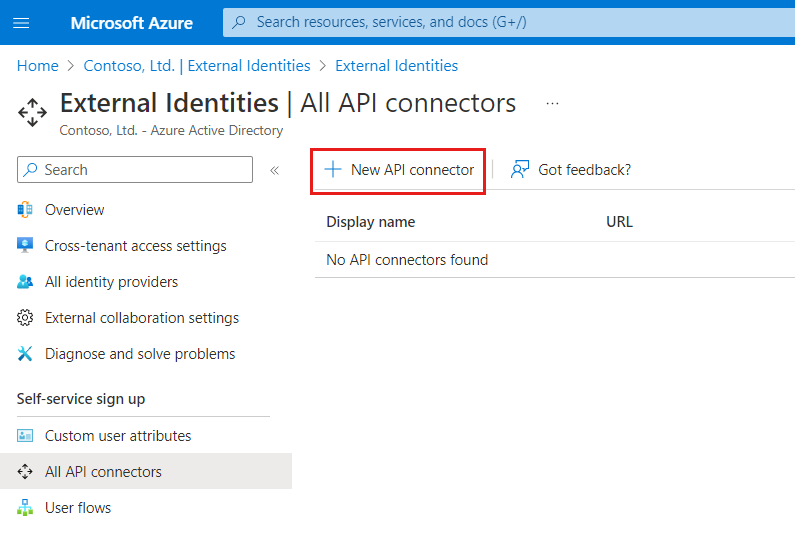 Microsoft Azure
Search resources, services, and docs (G+/)
Home > Contoso, Ltd. | External Identities > External Identities
External Identities | All API connectors ...
Contoso, Ltd. - Azure Active Directory
Search «
+ New API connector
Got feedback?
Overview
Cross-tenant access settings
All identity providers
External collaboration settings
Diagnose and solve problems
Self-service sign up
Custom user attributes
All API connectors
User flows
Display name URL
No API connectors found